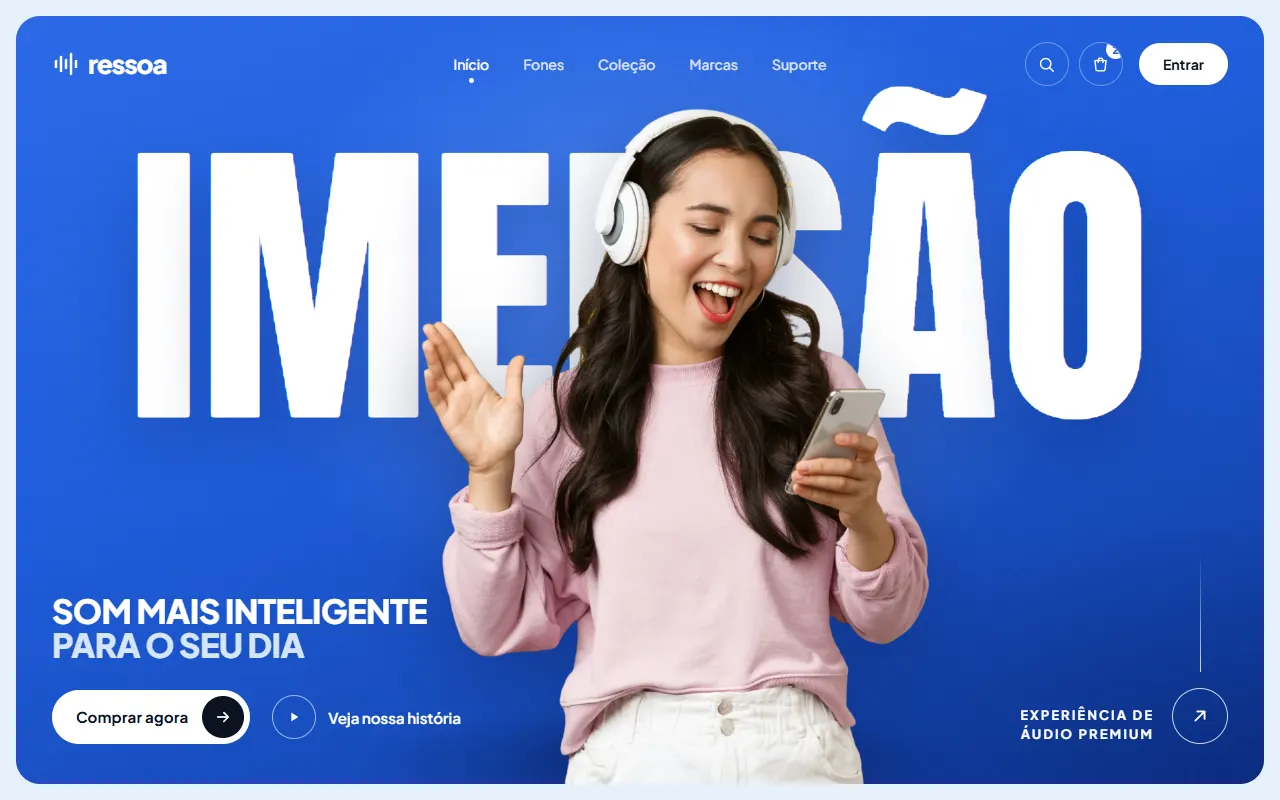 ressoa
Início
Fones
Coleção
Marcas
Suporte
Entrar
IMERSÃO
SOM MAIS INTELIGENTE
PARA O SEU DIA
Comprar agora
Veja nossa história
EXPERIÊNCIA DE
ÁUDIO PREMIUM